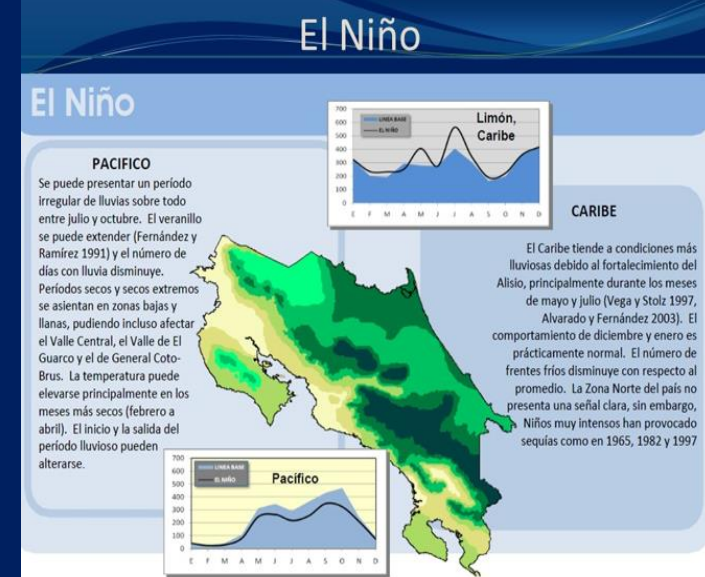 El Niño
El Niño
PACIFICO
Se puede presentar un período
irregular de lluvias sobre todo
entre julio y octubre. El veranillo
se puede extender (Fernández y
Ramírez 1991) y el número de
días con lluvia disminuye.
Períodos secos y secos extremos
se asientan en zonas bajas y
llanas, pudiendo incluso afectar
el Valle Central, el Valle de El
Guarco y el de General Coto-
Brus. La temperatura puede
elevarse principalmente en los
meses más secos (febrero a
abril). El inicio y la salida del
período lluvioso pueden
alterarse.
Limón,
Caribe
LINEA BASE
EL NIÑO
700
600
500
400
300
200
100
0
E F M A M J J A S O N D
CARIBE
El Caribe tiende a condiciones más
lluviosas debido al fortalecimiento del
Alisio, principalmente durante los meses
de mayo y julio (Vega y Stolz 1997,
Alvarado y Fernández 2003). El
comportamiento de diciembre y enero es
prácticamente normal. El número de
frentes fríos disminuye con respecto al
promedio. La Zona Norte del país no
presenta una señal clara, sin embargo,
Niños muy intensos han provocado
sequías como en 1965, 1982 y 1997
Pacífico
LINEA BASE
EL NIÑO
700
600
500
400
300
200
100
0
E F M A M J J A S O N D